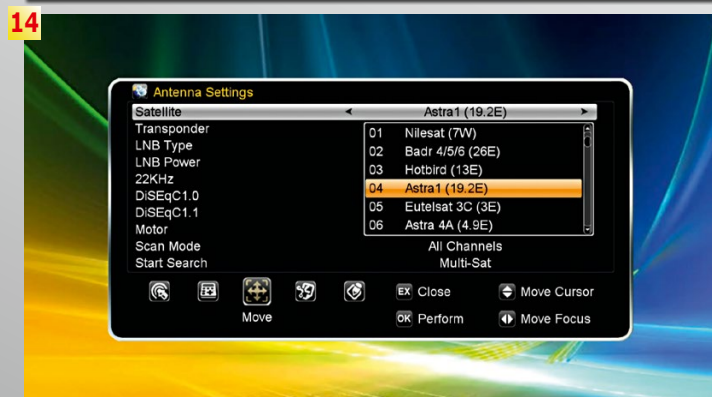 14
Antenna Settings
Satellite Astra1 (19.2E)
Transponder
LNB Type
LNB Power
22KHz
DiSEqC1.0
DiSEqC1.1
Motor
01 Nilesat (7W)
02 Badr 4/5/6 (26E)
03 Hotbird (13E)
04 Astra1 (19.2E)
05 Eutelsat 3C (3E)
06 Astra 4A (4.9E)
Scan Mode All Channels
Start Search Multi-Sat
EX Close Move Cursor
Move OK Perform Move Focus